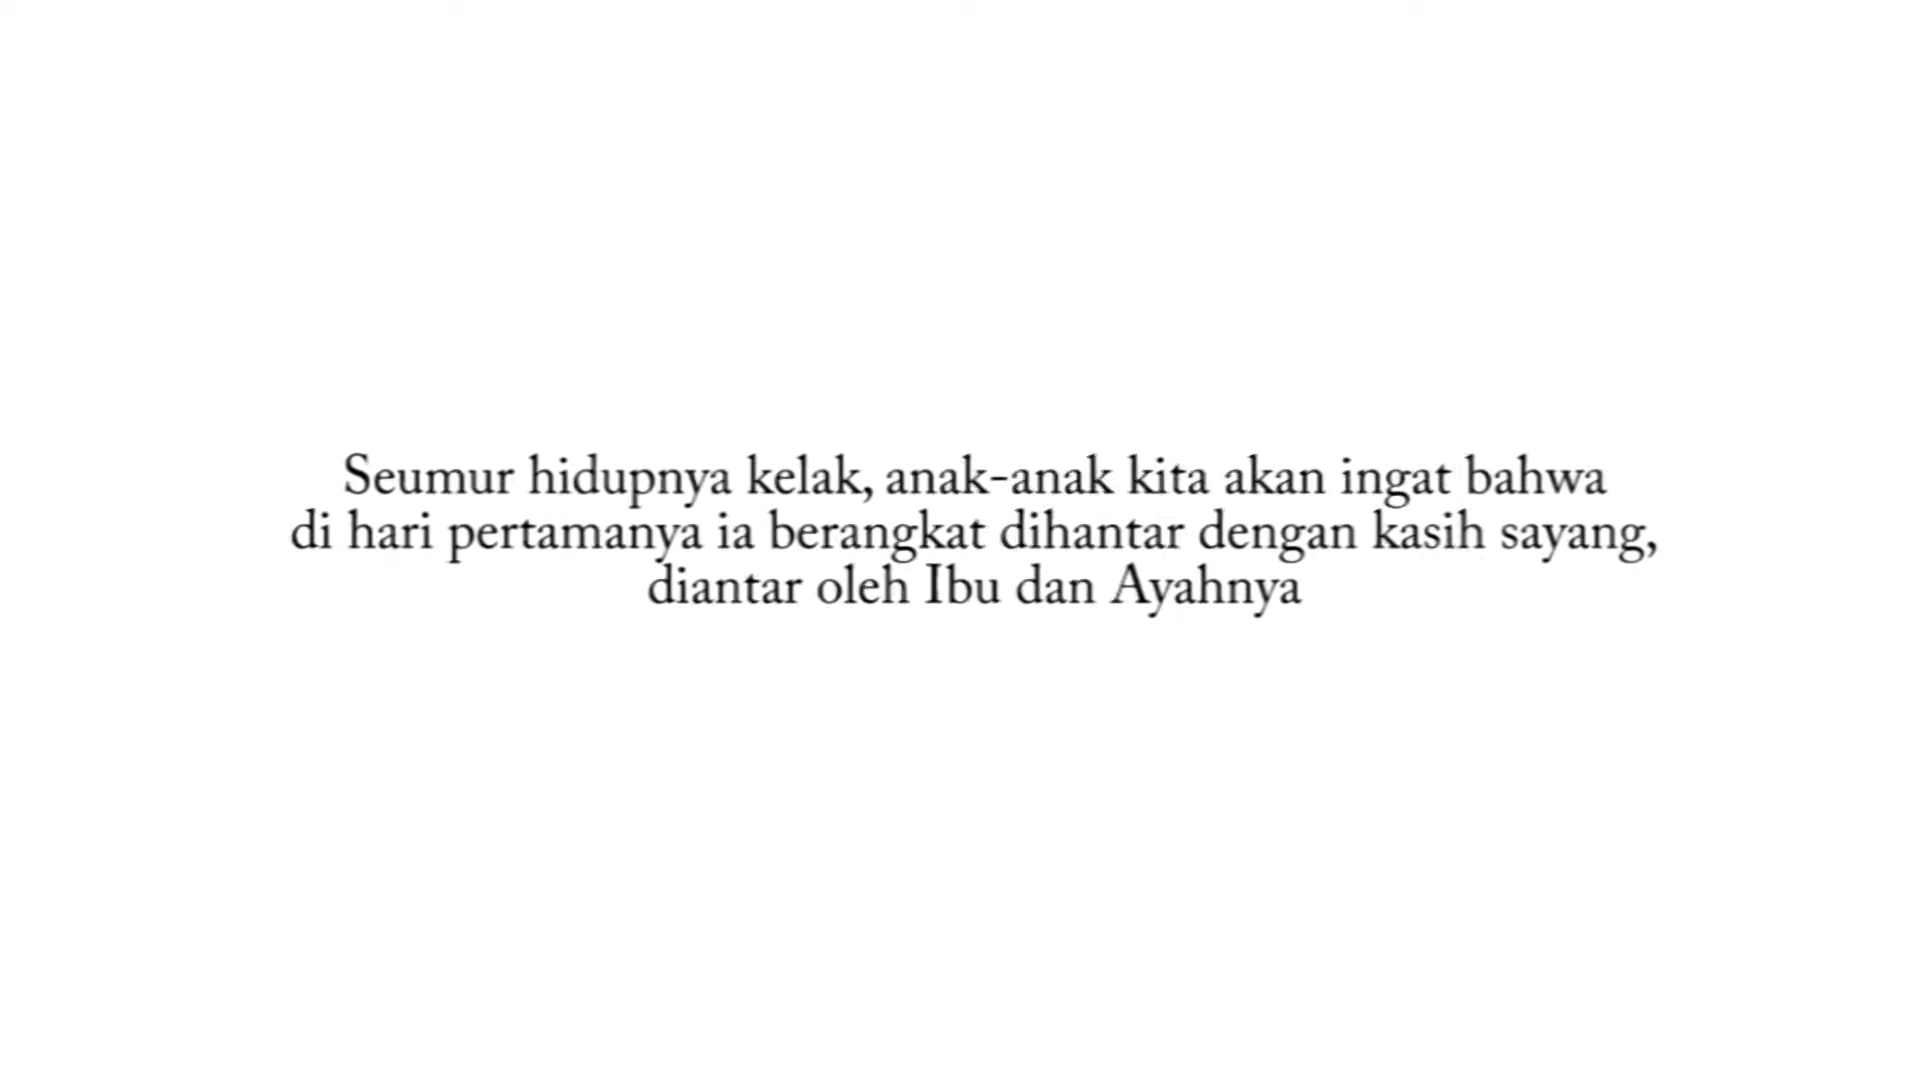 Seumur hidupnya kelak, anak-anak kita akan ingat bahwa
di hari pertamanya ia berangkat dihantar dengan kasih sayang,
diantar oleh Ibu dan Ayahnya